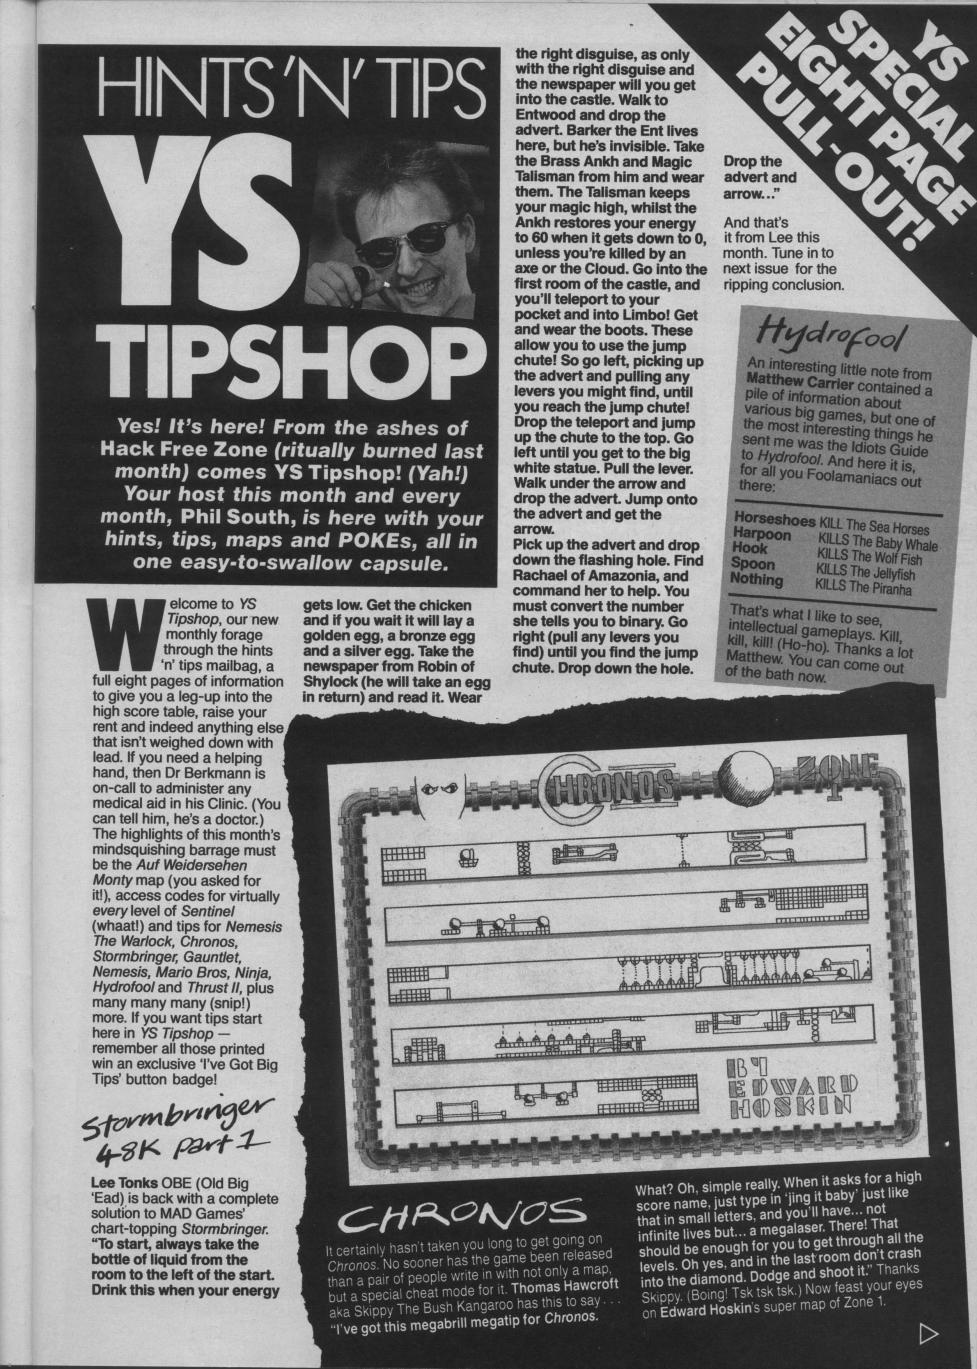 HINTS 'N' TIPS
YS
TIPSHOP
Yes! It's here! From the ashes of
Hack Free Zone (ritually burned last
month) comes YS Tipshop! (Yah!)
Your host this month and every
month, Phil South, is here with your
hints, tips, maps and POKEs, all in
one easy-to-swallow capsule.
YS
SPECIAL
EIGHT PAGE
PULL-OUT!
Welcome to YS
Tipshop, our new
monthly forage
through the hints
'n' tips mailbag, a
full eight pages of information
to give you a leg-up into the
high score table, raise your
rent and indeed anything else
that isn't weighed down with
lead. If you need a helping
hand, then Dr Berkmann is
on-call to administer any
medical aid in his Clinic. (You
can tell him, he's a doctor.)
The highlights of this month's
mindsquishing barrage must
be the Auf Weidersehen
Monty map (you asked for
it!), access codes for virtually
every level of Sentinel
(whaat!) and tips for Nemesis
The Warlock, Chronos,
Stormbringer, Gauntlet,
Nemesis, Mario Bros, Ninja,
Hydrofool and Thrust II, plus
many many many (snip!)
more. If you want tips start
here in YS Tipshop —
remember all those printed
win an exclusive 'I've Got Big
Tips' button badge!
Stormbringer
48K Part 1
Lee Tonks OBE (Old Big
'Ead) is back with a complete
solution to MAD Games'
chart-topping Stormbringer.
"To start, always take the
bottle of liquid from the
room to the left of the start.
Drink this when your energy
gets low. Get the chicken
and if you wait it will lay a
golden egg, a bronze egg
and a silver egg. Take the
newspaper from Robin of
Shylock (he will take an egg
in return) and read it. Wear
the right disguise, as only
with the right disguise and
the newspaper will you get
into the castle. Walk to
Entwood and drop the
advert. Barker the Ent lives
here, but he's invisible. Take
the Brass Ankh and Magic
Talisman from him and wear
them. The Talisman keeps
your magic high, whilst the
Ankh restores your energy
to 60 when it gets down to 0,
unless you're killed by an
axe or the Cloud. Go into the
first room of the castle, and
you'll teleport to your
pocket and into Limbo! Get
and wear the boots. These
allow you to use the jump
chute! So go left, picking up
the advert and pulling any
levers you might find, until
you reach the jump chute!
Drop the teleport and jump
up the chute to the top. Go
left until you get to the big
white statue. Pull the lever.
Walk under the arrow and
drop the advert. Jump onto
the advert and get the
arrow.
Pick up the advert and drop
down the flashing hole. Find
Rachael of Amazonia, and
command her to help. You
must convert the number
she tells you to binary. Go
right (pull any levers you
find) until you find the jump
chute. Drop down the hole.
Drop the
advert and
arrow..."
And that's
it from Lee this
month. Tune in to
next issue for the
ripping conclusion.
Hydrofool
An interesting little note from
Matthew Carrier contained a
pile of information about
various big games, but one of
the most interesting things he
sent me was the Idiots Guide
to Hydrofool. And here it is,
for all you Foolamaniacs out
there:
Horseshoes KILL The Sea Horses
Harpoon KILLS The Baby Whale
Hook KILLS The Wolf Fish
Spoon KILLS The Jellyfish
Nothing KILLS The Piranha
That's what I like to see,
intellectual gameplays. Kill,
kill, kill! (Ho-ho). Thanks a lot
Matthew. You can come out
of the bath now.
CHRONOS
ZONE
1
BY
EDWARD
HOSKIN
CHRONOS
It certainly hasn't taken you long to get going on
Chronos. No sooner has the game been released
than a pair of people write in with not only a map,
but a special cheat mode for it. Thomas Hawcroft
aka Skippy The Bush Kangaroo has this to say . . .
"I've got this megabrill megatip for Chronos.
What? Oh, simple really. When it asks for a high
score name, just type in 'jing it baby' just like
that in small letters, and you'll have... not
infinite lives but... a megalaser. There! That
should be enough for you to get through all the
levels. Oh yes, and in the last room don't crash
into the diamond. Dodge and shoot it." Thanks
Skippy. (Boing! Tsk tsk tsk.) Now feast your eyes
on Edward Hoskin's super map of Zone 1.